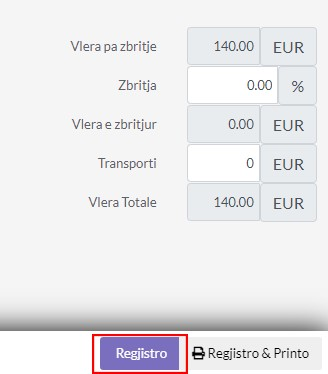 Vlera pa zbritje 140.00 EUR
Zbritja 0.00 %
Vlera e zbritjur 0.00 EUR
Transporti 0 EUR
Vlera Totale 140.00 EUR
Regjistro Regjistro & Printo